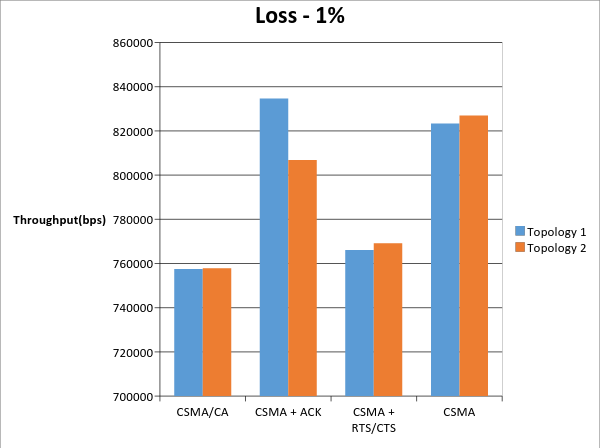 Loss - 1%
860000
840000
820000
800000
780000
Throughput(bps)
760000
740000
720000
700000
CSMA/CA
CSMA + ACK
CSMA +
RTS/CTS
CSMA
Topology 1
Topology 2